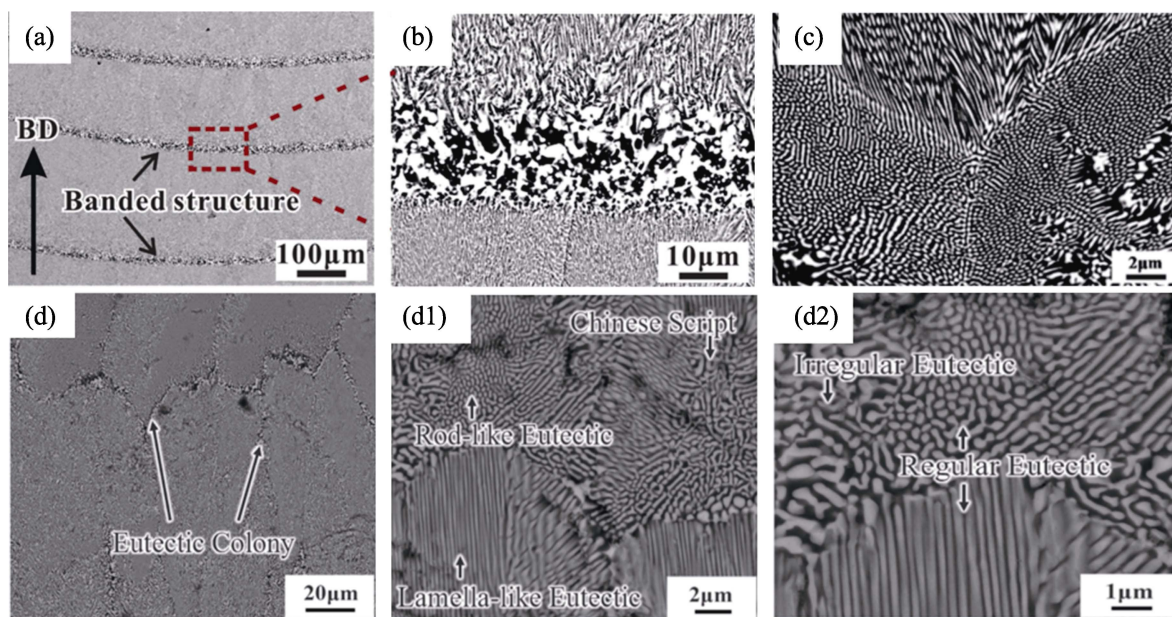 (a)
BD
Banded structure
100μm
(b)
10μm
(c)
2μm
(d)
Eutectic Colony
20μm
(d1)
Chinese Script
Rod-like Eutectic
Lamella-like Eutectic
2μm
(d2)
Irregular Eutectic
Regular Eutectic
1μm